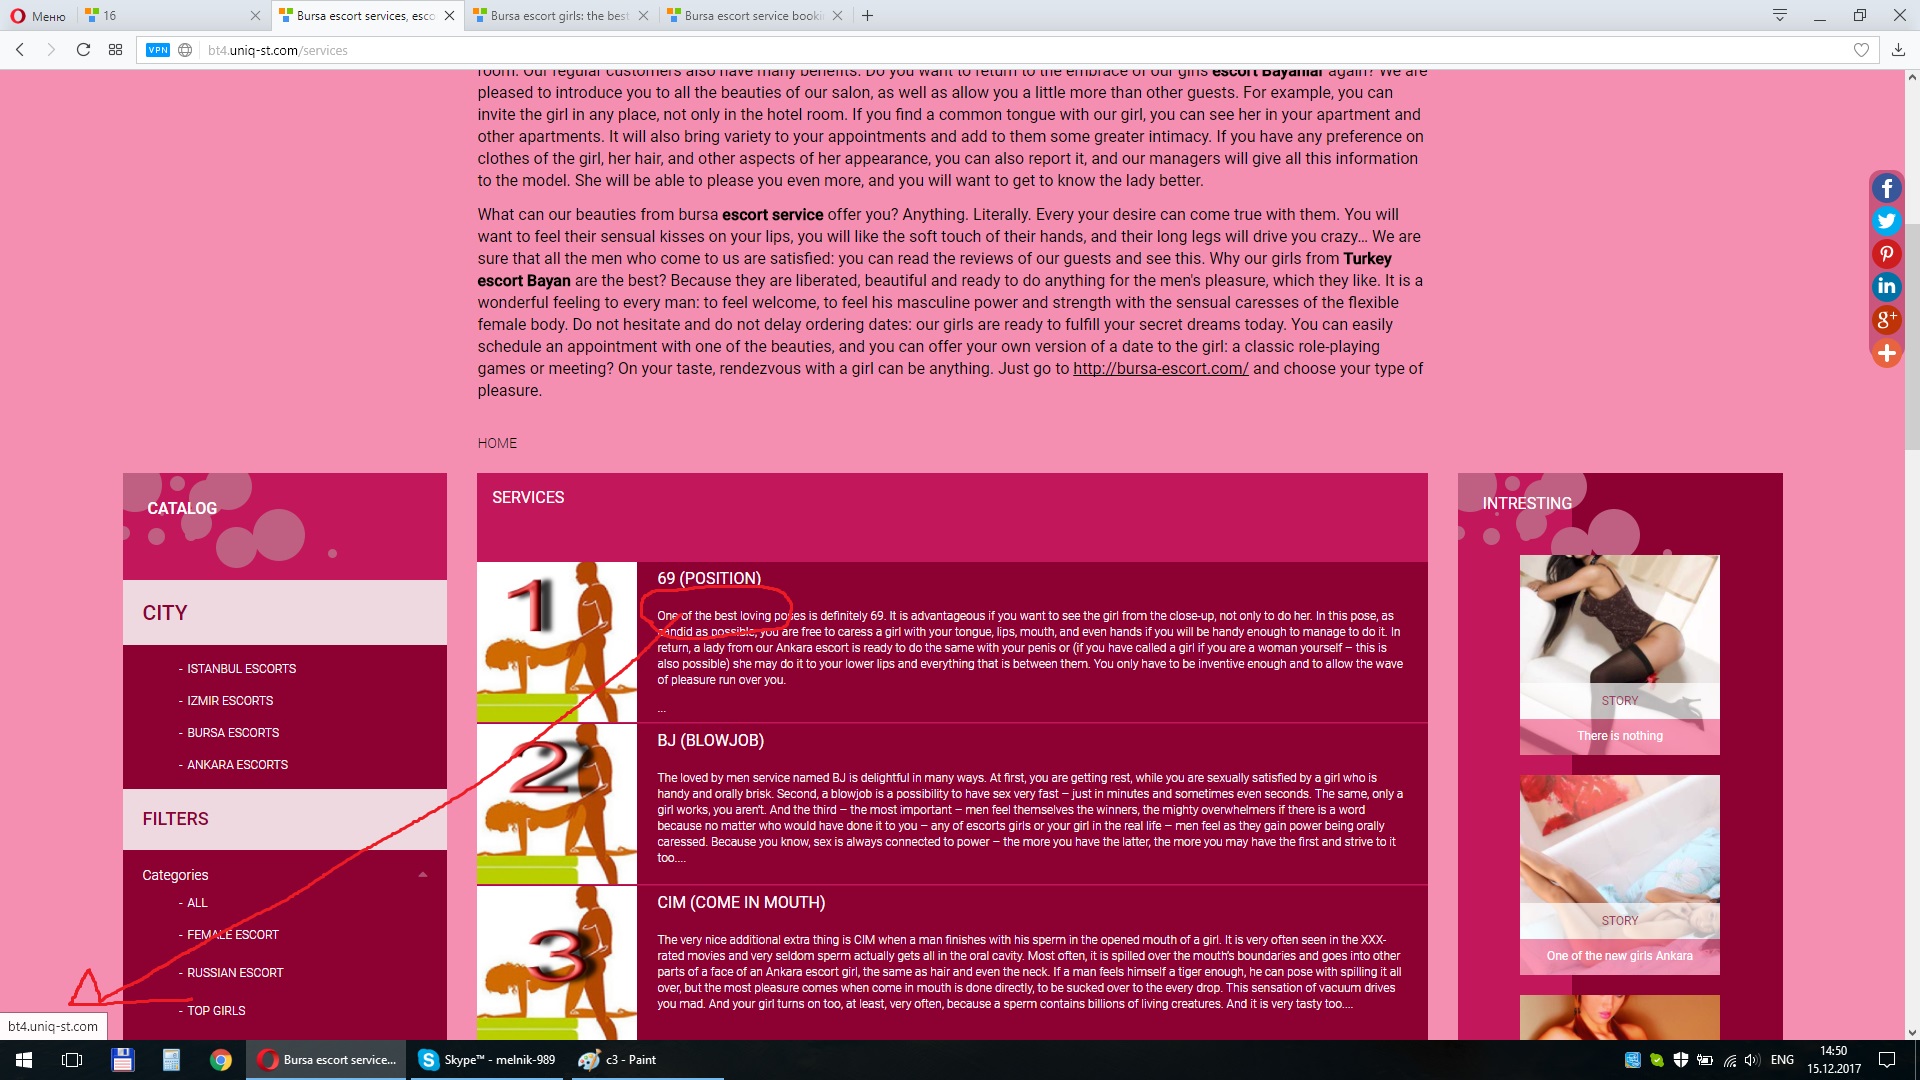 Меню
16
Bursa escort services, esco
Bursa escort girls: the best
Bursa escort service booki
VPN
bt4.uniq-st.com/services
room. Our regular customers also have many benefits. Do you want to return to the embrace of our girls escort Bayanlar again? We are
pleased to introduce you to all the beauties of our salon, as well as allow you a little more than other guests. For example, you can
invite the girl in any place, not only in the hotel room. If you find a common tongue with our girl, you can see her in your apartment and
other apartments. It will also bring variety to your appointments and add to them some greater intimacy. If you have any preference on
clothes of the girl, her hair, and other aspects of her appearance, you can also report it, and our managers will give all this information
to the model. She will be able to please you even more, and you will want to get to know the lady better.
What can our beauties from bursa escort service offer you? Anything. Literally. Every your desire can come true with them. You will
want to feel their sensual kisses on your lips, you will like the soft touch of their hands, and their long legs will drive you crazy… We are
sure that all the men who come to us are satisfied: you can read the reviews of our guests and see this. Why our girls from Turkey
escort Bayan are the best? Because they are liberated, beautiful and ready to do anything for the men's pleasure, which they like. It is a
wonderful feeling to every man: to feel welcome, to feel his masculine power and strength with the sensual caresses of the flexible
female body. Do not hesitate and do not delay ordering dates: our girls are ready to fulfill your secret dreams today. You can easily
schedule an appointment with one of the beauties, and you can offer your own version of a date to the girl: a classic role-playing
games or meeting? On your taste, rendezvous with a girl can be anything. Just go to http://bursa-escort.com/ and choose your type of
pleasure.
HOME
CATALOG
CITY
- ISTANBUL ESCORTS
- IZMIR ESCORTS
- BURSA ESCORTS
- ANKARA ESCORTS
FILTERS
Categories
- ALL
- FEMALE ESCORT
- RUSSIAN ESCORT
- TOP GIRLS
SERVICES
1
69 (POSITION)
One of the best loving poses is definitely 69. It is advantageous if you want to see the girl from the close-up, not only to do her. In this pose, as
candid as possible, you are free to caress a girl with your tongue, lips, mouth, and even hands if you will be handy enough to manage to do it. In
return, a lady from our Ankara escort is ready to do the same with your penis or (if you have called a girl if you are a woman yourself – this is
also possible) she may do it to your lower lips and everything that is between them. You only have to be inventive enough and to allow the wave
of pleasure run over you.
...
2
BJ (BLOWJOB)
The loved by men service named BJ is delightful in many ways. At first, you are getting rest, while you are sexually satisfied by a girl who is
handy and orally brisk. Second, a blowjob is a possibility to have sex very fast – just in minutes and sometimes even seconds. The same, only a
girl works, you aren't. And the third – the most important – men feel themselves the winners, the mighty overwhelmers if there is a word
because no matter who would have done it to you – any of escorts girls or your girl in the real life – men feel as they gain power being orally
caressed. Because you know, sex is always connected to power – the more you have the latter, the more you may have the first and strive to it
too....
3
CIM (COME IN MOUTH)
The very nice additional extra thing is CIM when a man finishes with his sperm in the opened mouth of a girl. It is very often seen in the XXX-
rated movies and very seldom sperm actually gets all in the oral cavity. Most often, it is spilled over the mouth's boundaries and goes into other
parts of a face of an Ankara escort girl, the same as hair and even the neck. If a man feels himself a tiger enough, he can pose with spilling it all
over, but the most pleasure comes when come in mouth is done directly, to be sucked over to the every drop. This sensation of vacuum drives
you mad. And your girl turns on too, at least, very often, because a sperm contains billions of living creatures. And it is very tasty too....
INTRESTING
STORY
There is nothing
STORY
One of the new girls Ankara
bt4.uniq-st.com
Bursa escort service...
Skype™ - melnik-989
c3 - Paint
ENG
14:50
15.12.2017